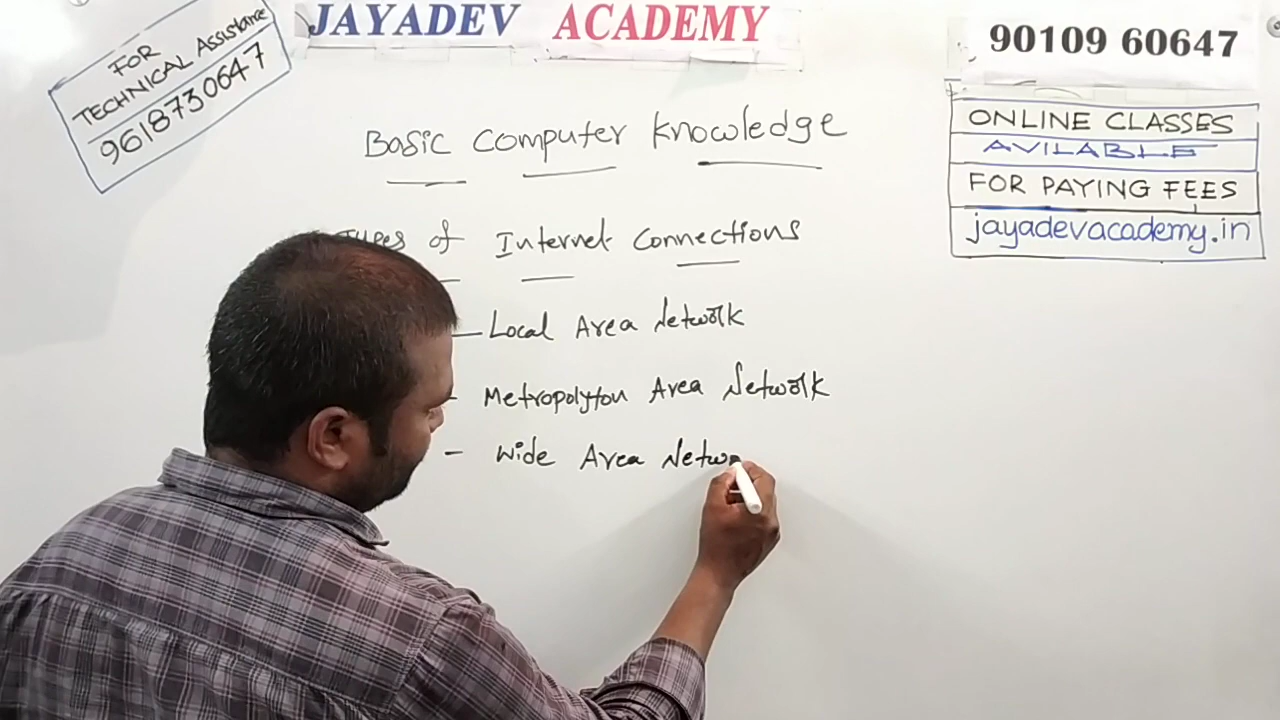 FOR
TECHNICAL Assistance
9618730647
JAYADEV ACADEMY
90109 60647
ONLINE CLASSES
AVILABLE
FOR PAYING FEES
jayadevacademy.in
Basic Computer Knowledge
Types of Internet Connections
Local Area Network
Metropolyton Area Network
Wide Area Netwo